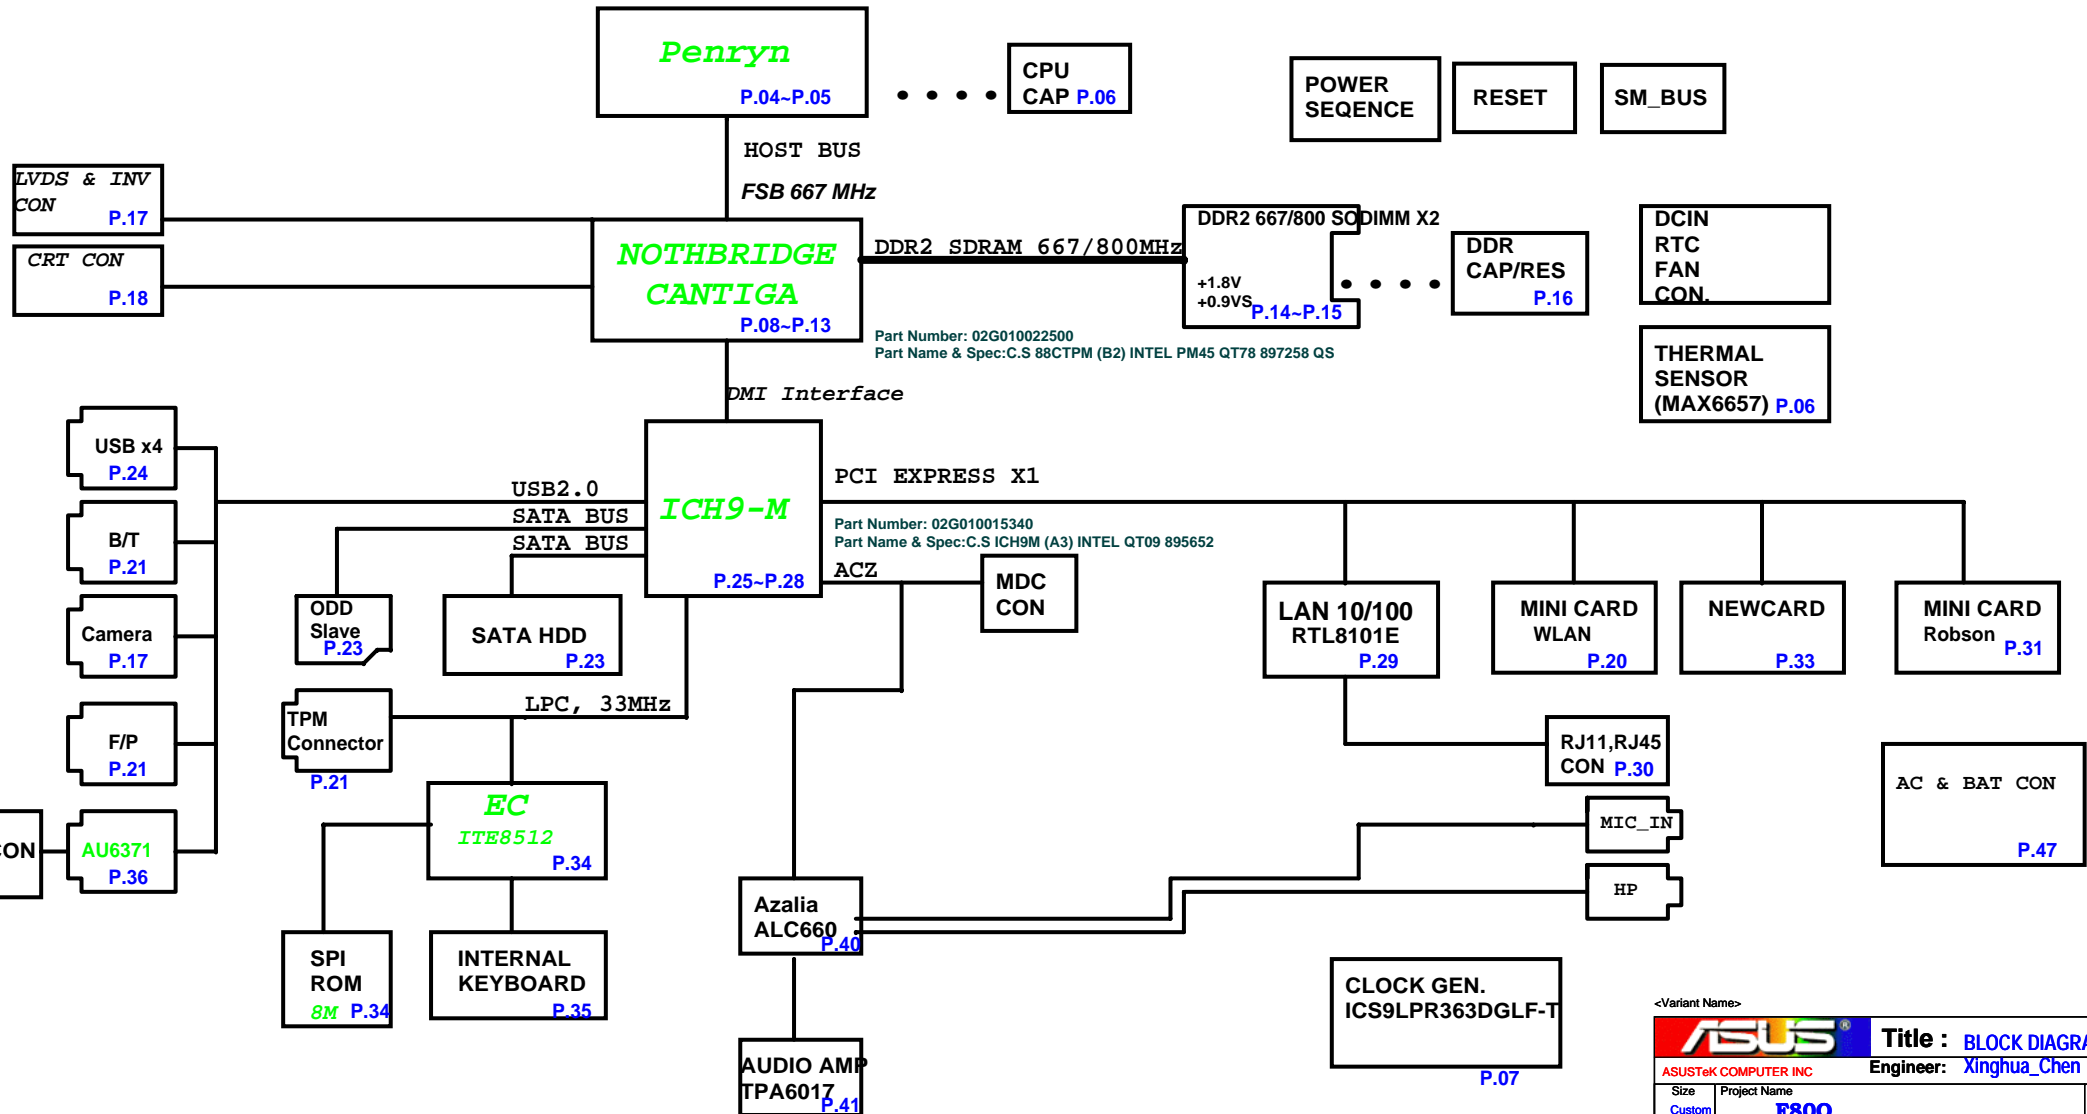 Penryn
P.04~P.05
CPU
CAP P.06
POWER
SEQENCE
RESET
SM_BUS
HOST BUS
FSB 667 MHz
LVDS & INV
CON
P.17
CRT CON
P.18
NOTHBRIDGE
CANTIGA
P.08~P.13
DDR2 SDRAM 667/800MHz
DDR2 667/800 SODIMM X2
+1.8V
+0.9VS
P.14~P.15
DDR
CAP/RES
P.16
DCIN
RTC
FAN
CON.
Part Number: 02G010022500
Part Name & Spec:C.S 88CTPM (B2) INTEL PM45 QT78 897258 QS
THERMAL
SENSOR
(MAX6657) P.06
DMI Interface
USB x4
P.24
B/T
P.21
Camera
P.17
F/P
P.21
CON
AU6371
P.36
USB2.0
SATA BUS
SATA BUS
ICH9-M
P.25~P.28
PCI EXPRESS X1
Part Number: 02G010015340
Part Name & Spec:C.S ICH9M (A3) INTEL QT09 895652
ACZ
MDC
CON
ODD
Slave
P.23
SATA HDD
P.23
LAN 10/100
RTL8101E
P.29
MINI CARD
WLAN
P.20
NEWCARD
P.33
MINI CARD
Robson
P.31
TPM
Connector
P.21
LPC, 33MHz
EC
ITE8512
P.34
RJ11,RJ45
CON P.30
AC & BAT CON
P.47
MIC_IN
HP
Azalia
ALC660
P.40
SPI
ROM
8M P.34
INTERNAL
KEYBOARD
P.35
CLOCK GEN.
ICS9LPR363DGLF-T
P.07
AUDIO AMP
TPA6017
P.41
<Variant Name>
ASUS ®
Title : BLOCK DIAGRA
ASUSTeK COMPUTER INC
Engineer: Xinghua_Chen
Size
Project Name
Custom